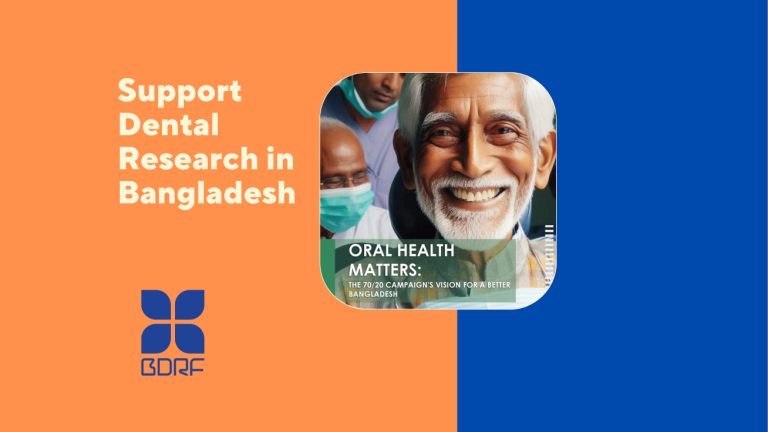 Support
Dental
Research in
Bangladesh
ORAL HEALTH
MATTERS:
THE 70/20 CAMPAIGN'S VISION FOR A BETTER
BANGLADESH
BDRF